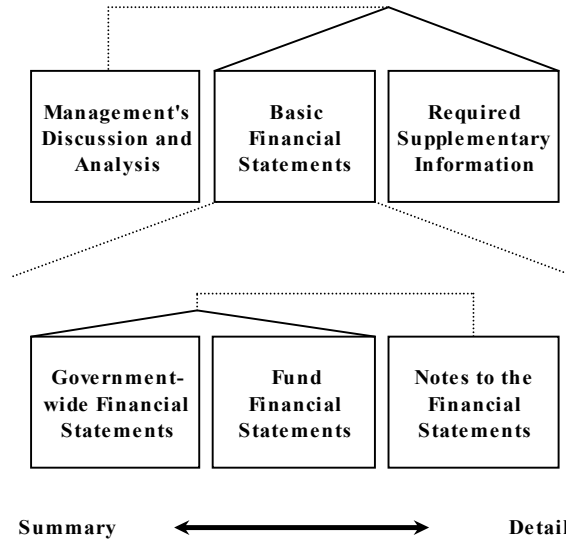 Management's
Discussion and
Analysis
Basic
Financial
Statements
Required
Supplementary
Information
Government-
wide Financial
Statements
Fund
Financial
Statements
Notes to the
Financial
Statements
Summary
Detail